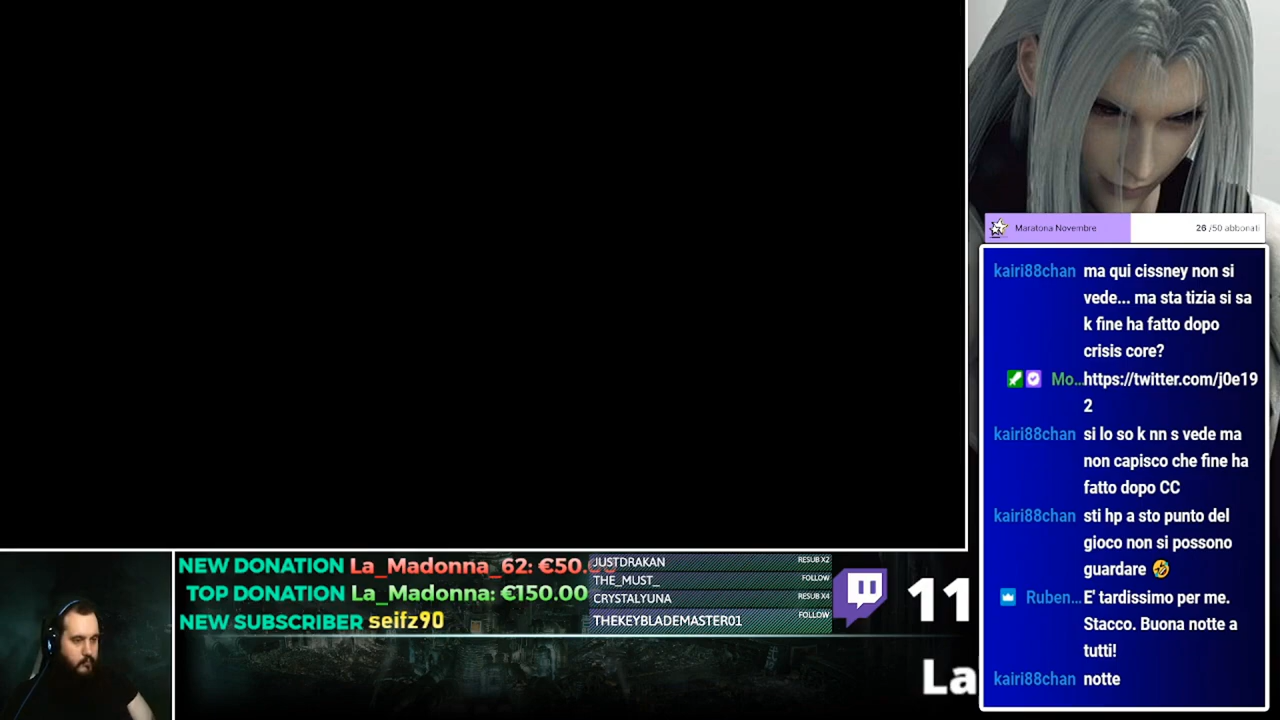 Maratona Novembre 26 /50 abbonati
kairi88chan ma qui cissney non si
vede... ma sta tizia si sa
k fine ha fatto dopo
crisis core?
Mo... https://twitter.com/j0e19
2
kairi88chan si lo so k nn s vede ma
non capisco che fine ha
fatto dopo CC
kairi88chan sti hp a sto punto del
gioco non si possono
guardare 🤣
Ruben... E' tardissimo per me.
Stacco. Buona notte a
tutti!
kairi88chan notte
NEW DONATION La_Madonna_62: €50.
TOP DONATION La_Madonna: €150.00
NEW SUBSCRIBER seifz90
JUSTDRAKAN RESUB X2
THE_MUST_ FOLLOW
CRYSTALYUNA RESUB X4
THEKEYBLADEMASTER01 FOLLOW
11
La